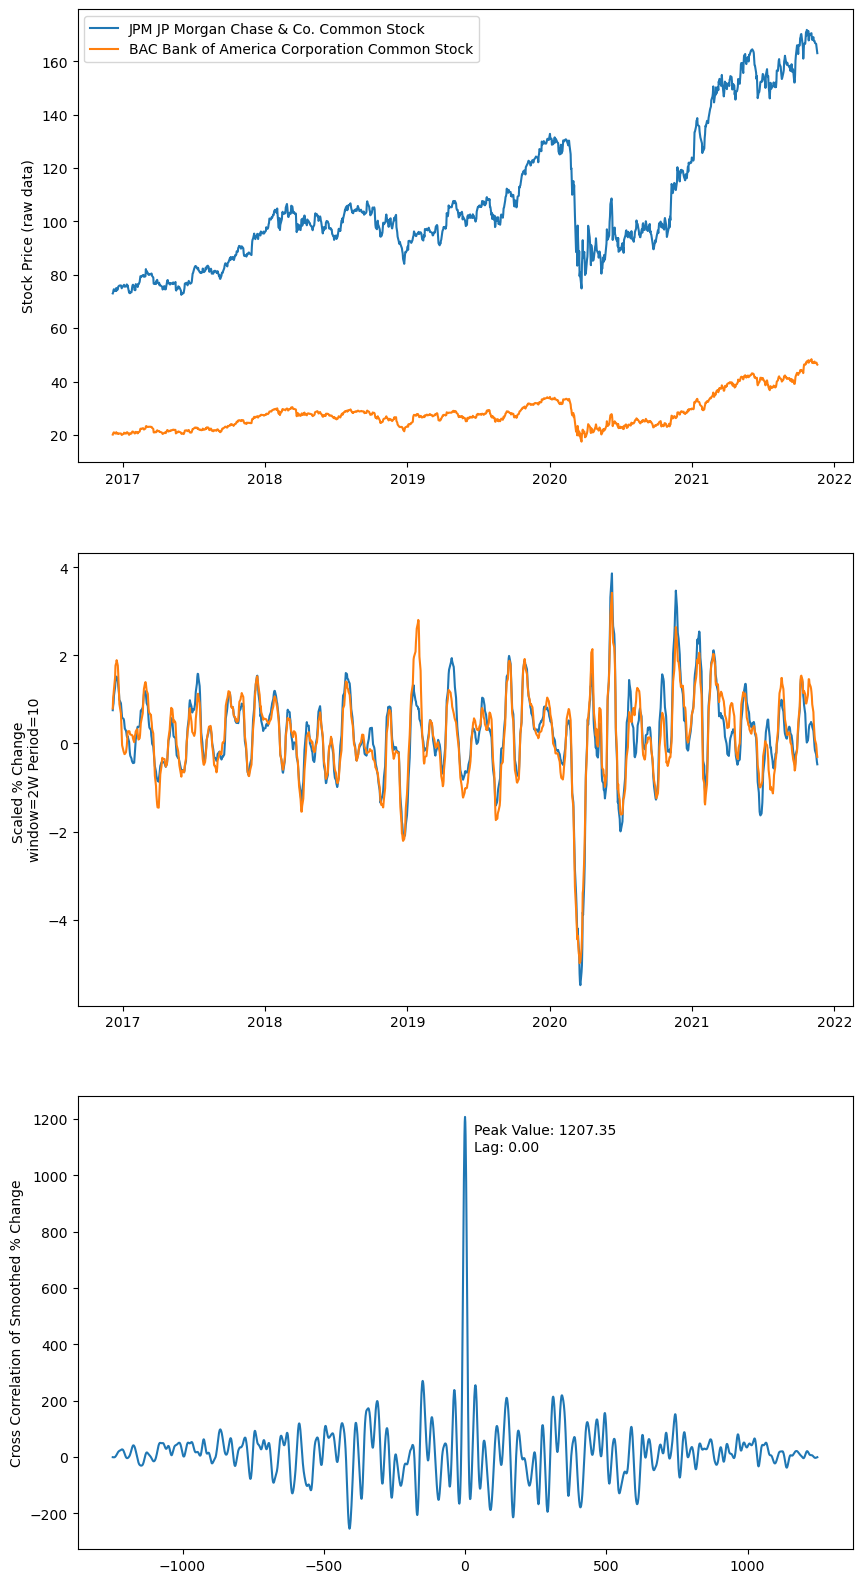 JPM JP Morgan Chase & Co. Common Stock
BAC Bank of America Corporation Common Stock
Stock Price (raw data)
160
140
120
100
80
60
40
20
2017 2018 2019 2020 2021 2022
Scaled % Change
window=2W Period=10
4
2
0
−2
−4
2017 2018 2019 2020 2021 2022
Cross Correlation of Smoothed % Change
1200
1000
800
600
400
200
0
−200
Peak Value: 1207.35
Lag: 0.00
−1000 −500 0 500 1000